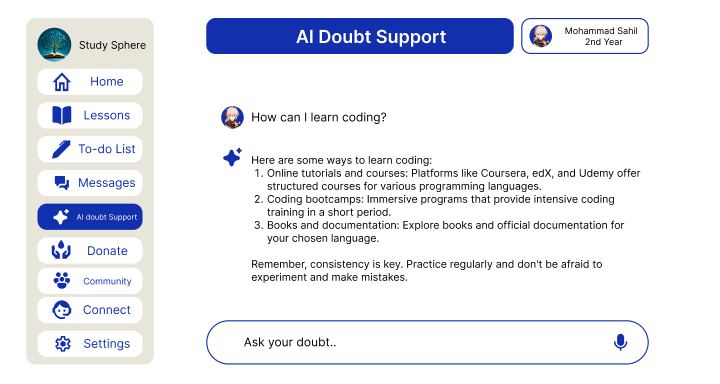 Study Sphere
Home
Lessons
To-do List
Messages
AI doubt Support
Donate
Community
Connect
Settings
AI Doubt Support
Mohammad Sahil
2nd Year
How can I learn coding?
Here are some ways to learn coding:
1. Online tutorials and courses: Platforms like Coursera, edX, and Udemy offer
structured courses for various programming languages.
2. Coding bootcamps: Immersive programs that provide intensive coding
training in a short period.
3. Books and documentation: Explore books and official documentation for
your chosen language.
Remember, consistency is key. Practice regularly and don't be afraid to
experiment and make mistakes.
Ask your doubt..